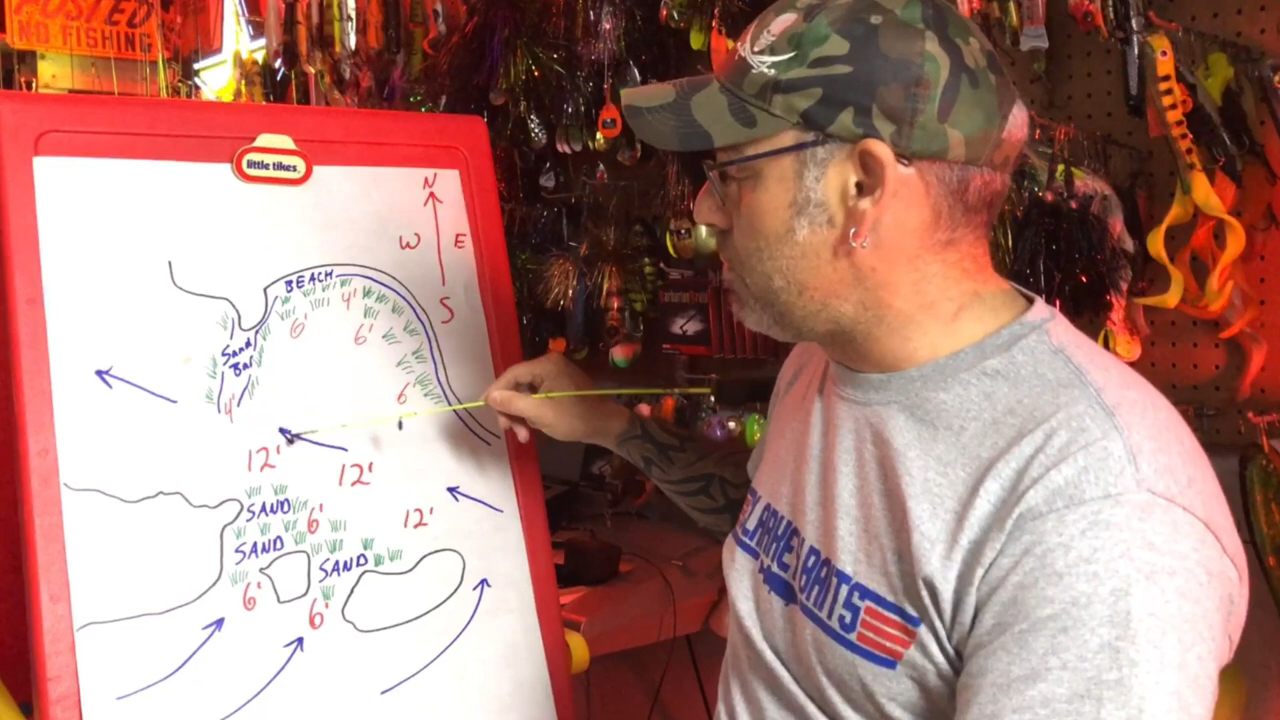 POSTED
NO FISHING
little tikes
N
W E
S
BEACH
4'
6'
6'
Sand
Bar
6
4'
12'
12'
SAND
6'
12'
SAND
SAND
6'
6'
CLARKEY BAITS